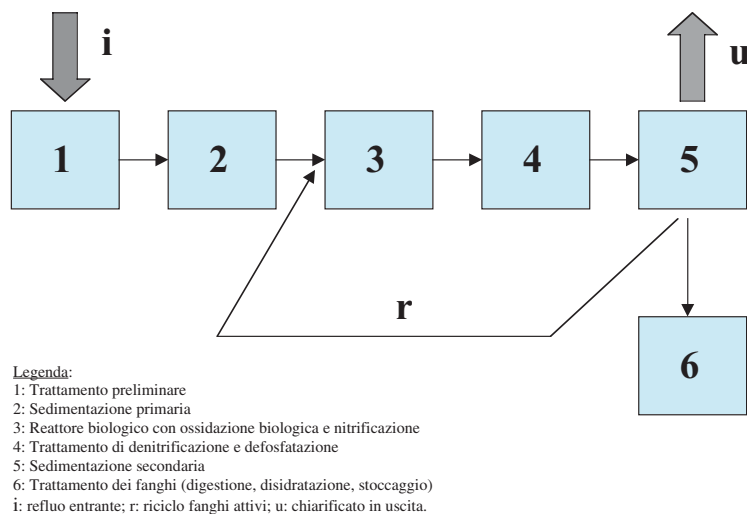 i
u
1
2
3
4
5
r
6
Legenda:
1: Trattamento preliminare
2: Sedimentazione primaria
3: Reattore biologico con ossidazione biologica e nitrificazione
4: Trattamento di denitrificazione e defosfatazione
5: Sedimentazione secondaria
6: Trattamento dei fanghi (digestione, disidratazione, stoccaggio)
i: refluo entrante; r: riciclo fanghi attivi; u: chiarificato in uscita.